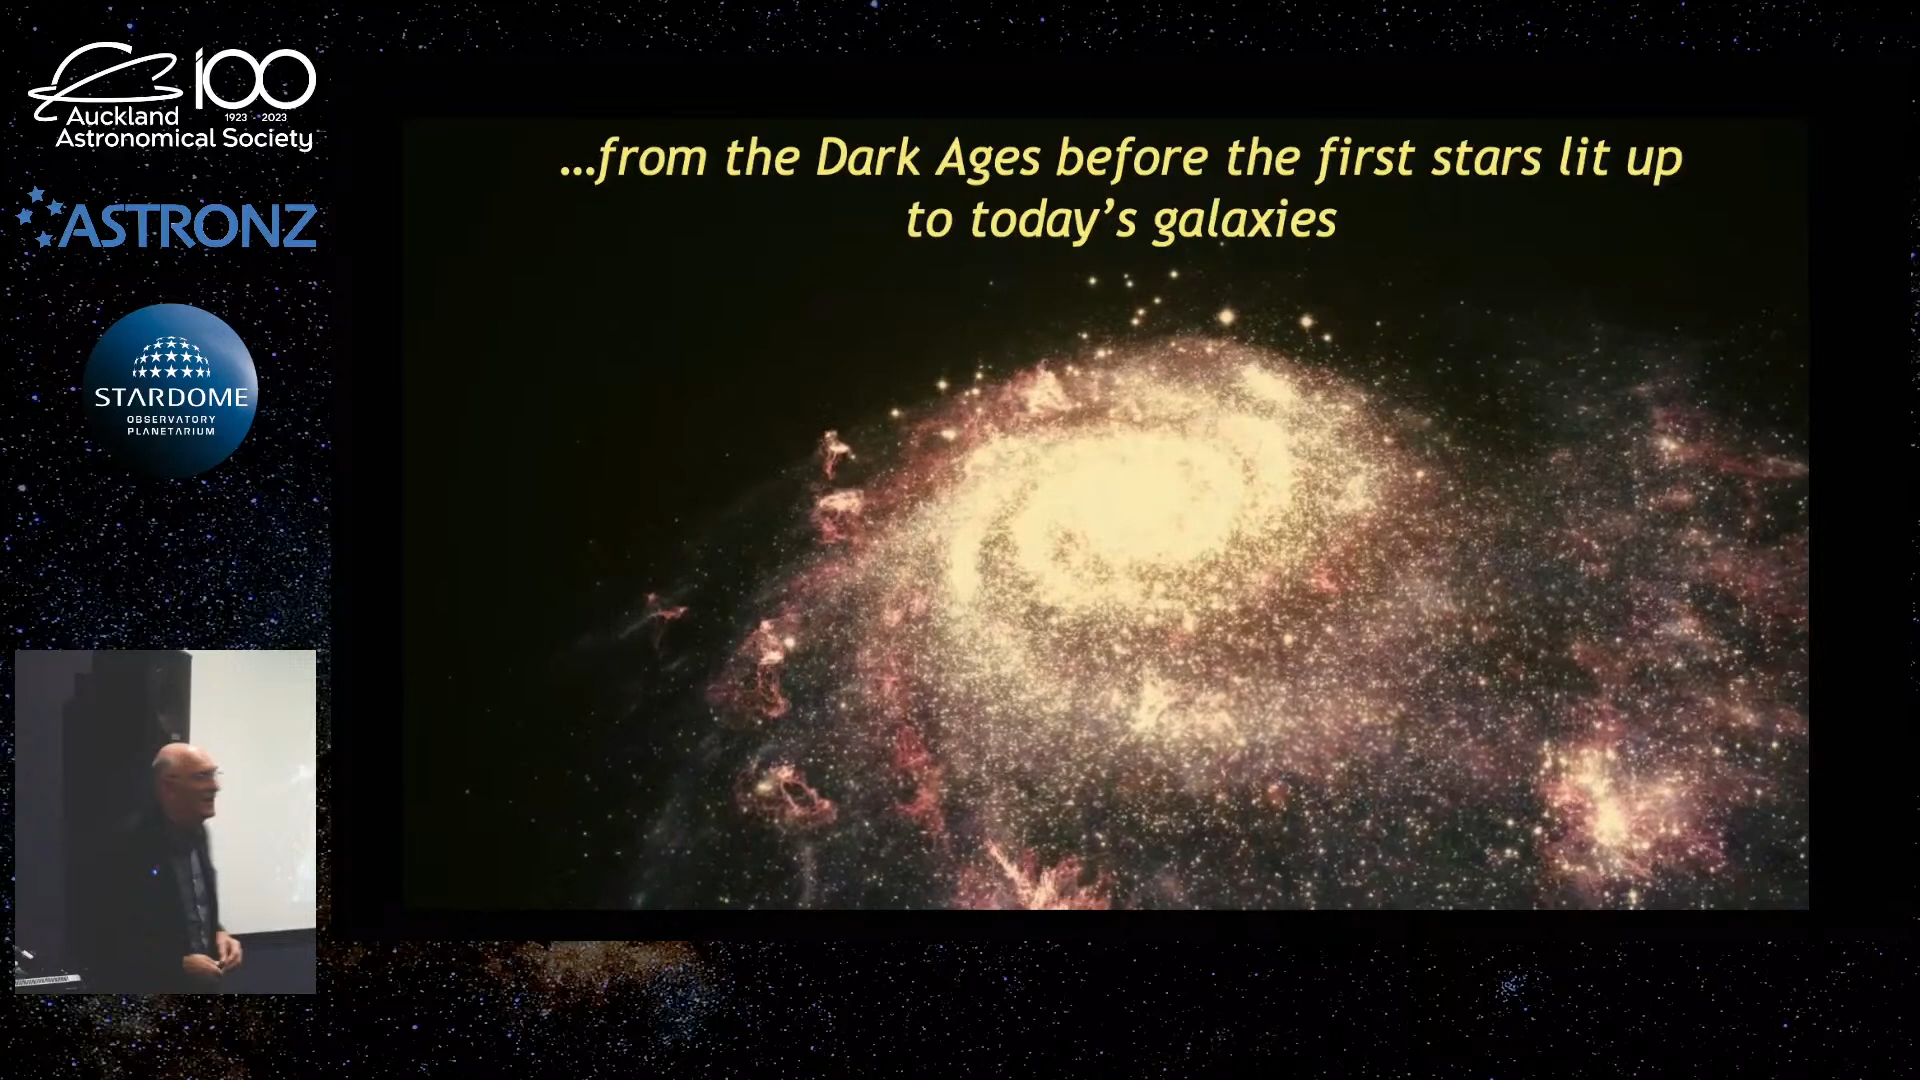 100
1923 - 2023
Auckland
Astronomical Society
ASTRONZ
STARDOME
OBSERVATORY
PLANETARIUM
…from the Dark Ages before the first stars lit up
to today’s galaxies